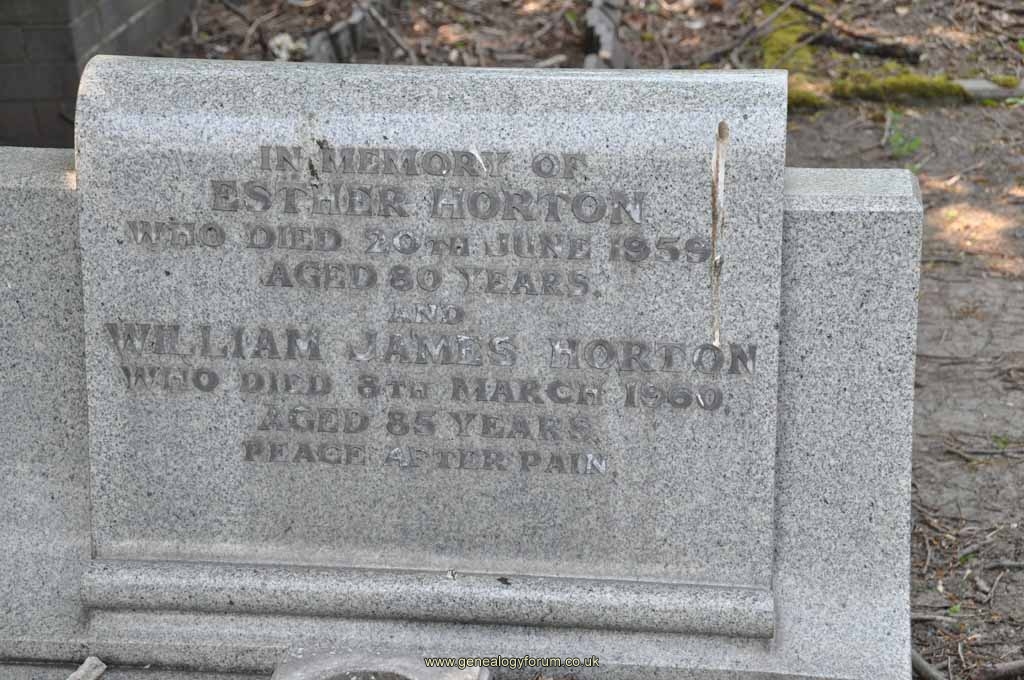 IN MEMORY OF
ESTHER HORTON
WHO DIED 20TH JUNE 1959
AGED 80 YEARS.
AND
WILLIAM JAMES HORTON
WHO DIED 8TH MARCH 1960.
AGED 85 YEARS.
PEACE AFTER PAIN.
www.genealogyforum.co.uk